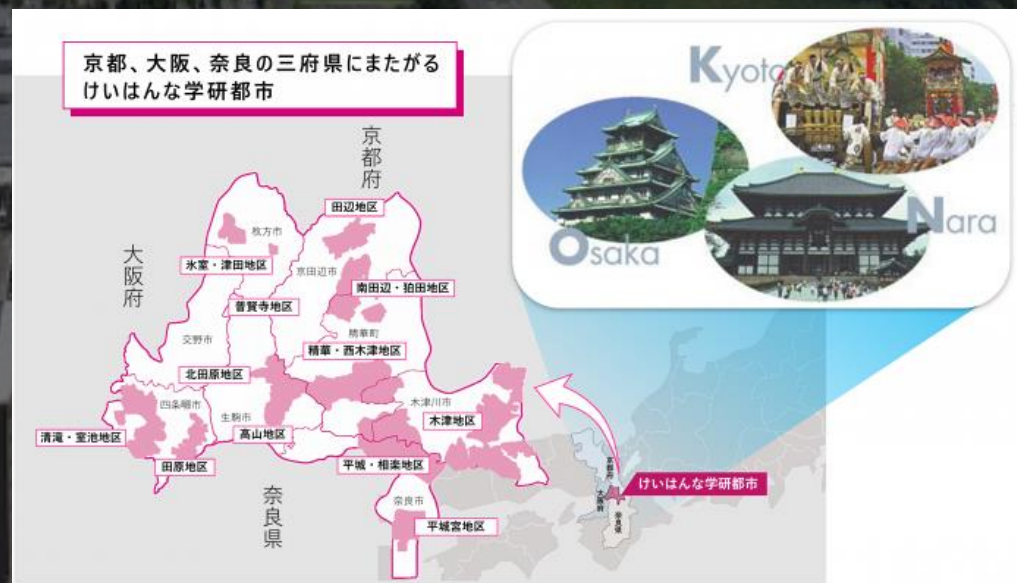 京都、大阪、奈良の三府県にまたがる
けいはんな学研都市
Kyoto
Osaka
Nara
京都府
大阪府
奈良県
田辺地区
枚方市
氷室・津田地区
京田辺市
南田辺・狛田地区
普賢寺地区
交野市
精華町
精華・西木津地区
北田原地区
四条畷市
生駒市
木津川市
木津地区
清滝・室池地区
高山地区
田原地区
平城・相楽地区
奈良市
平城宮地区
京都府
大阪府
奈良県
けいはんな学研都市